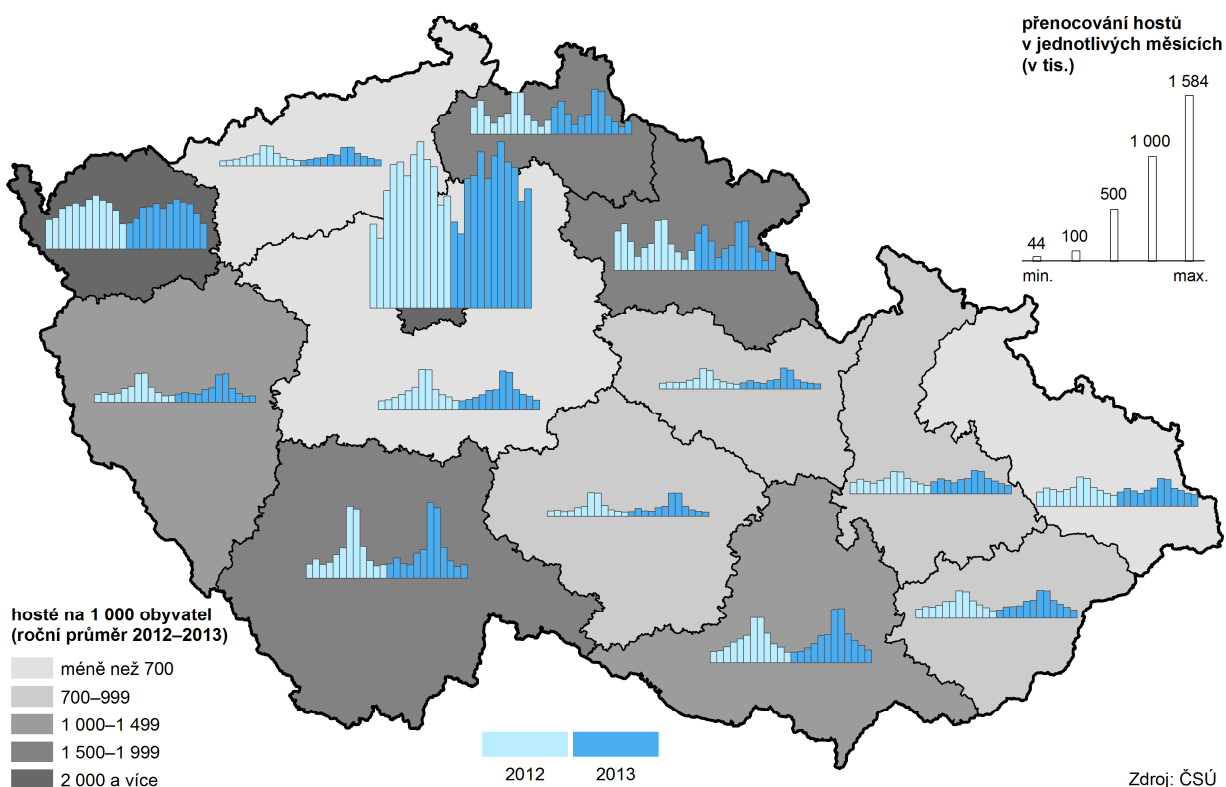 přenocování hostů
v jednotlivých měsících
(v tis.)
1 584
1 000
500
100
44
min.
max.
hosté na 1 000 obyvatel
(roční průměr 2012–2013)
méně než 700
700–999
1 000–1 499
1 500–1 999
2 000 a více
2012
2013
Zdroj: ČSÚ